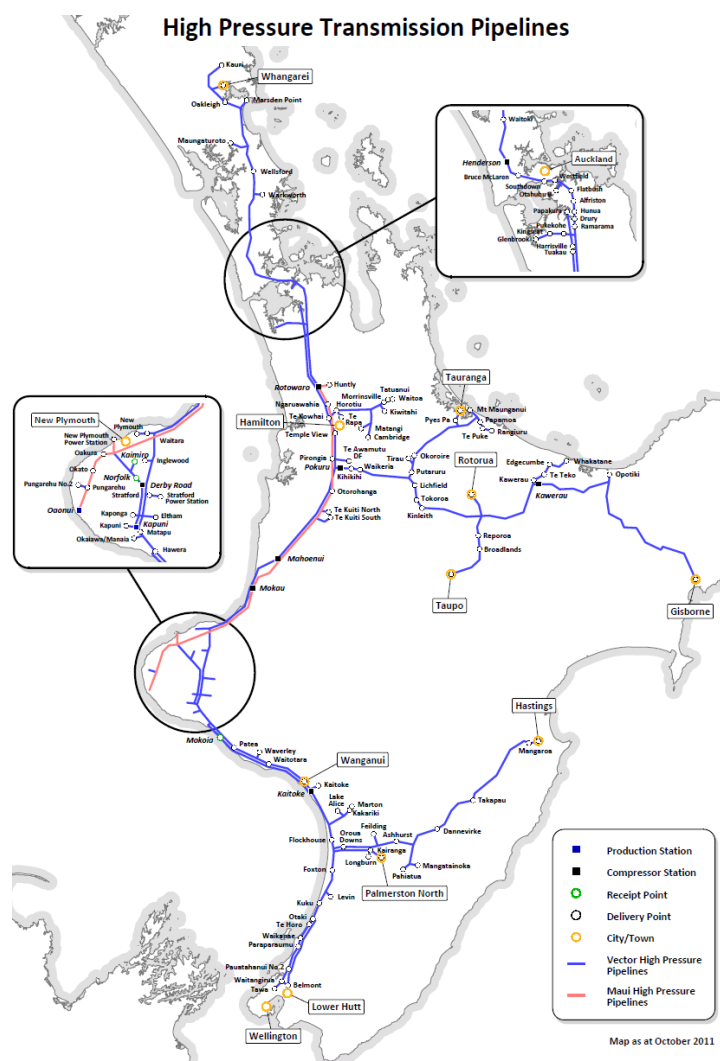 High Pressure Transmission Pipelines
Kauri
Whangarei
Marsden Point
Oakleigh
Maungaturoto
Wellsford
Warkworth
Waitoki
Henderson
Auckland
Bruce McLaren
Westfield
Southdown
Otahuhu B
Flatbush
Alfriston
Papakura
Hunua
Drury
Pukekohe
Ramarama
Kingseat
Glenbrook
Harrisville
Tuakau
Rotowaro
Huntly
Tatuanui
Morrinsville
Waitoa
Ngaruawahia
Horotiu
Kiwitahi
Te Kowhai
Te
Rapa
Hamilton
Matangi
Temple View
Cambridge
Te Awamutu
DF
Pirongia
Pokuru
Waikeria
Kihikihi
Otorohanga
Te Kuiti North
Te Kuiti South
Mahoenui
Mokau
Tauranga
Mt Maunganui
Pyes Pa
Papamoa
Rangiuru
Te Puke
Okoroire
Tirau
Putaruru
Lichfield
Tokoroa
Kinleith
Rotorua
Reporoa
Broadlands
Taupo
Edgecumbe
Whakatane
Te Teko
Kawerau
Kawerau
Opotiki
Gisborne
New Plymouth
New
Plymouth
New Plymouth
Power Station
Waitara
Oakura
Kaimiro
Inglewood
Okato
Norfolk
Pungarehu No.2
Pungarehu
Derby Road
Stratford
Stratford
Power Station
Oaonui
Kaponga
Eltham
Kapuni
Kapuni
Matapu
Okaiawa/Manaia
Hawera
Mokoia
Patea
Waverley
Waitotara
Wanganui
Kaitoke
Kaitoke
Lake
Alice
Marton
Kakariki
Feilding
Oroua
Downs
Ashhurst
Flockhouse
Kairanga
Longburn
Mangatainoka
Pahiatua
Palmerston North
Foxton
Levin
Kuku
Otaki
Te Horo
Waikanae
Paraparaumu
Pauatahanui No.2
Waitangirua
Belmont
Tawa
Lower Hutt
Wellington
Hastings
Mangaroa
Takapau
Dannevirke
Production Station
Compressor Station
Receipt Point
Delivery Point
City/Town
Vector High Pressure
Pipelines
Maui High Pressure
Pipelines
Map as at October 2011